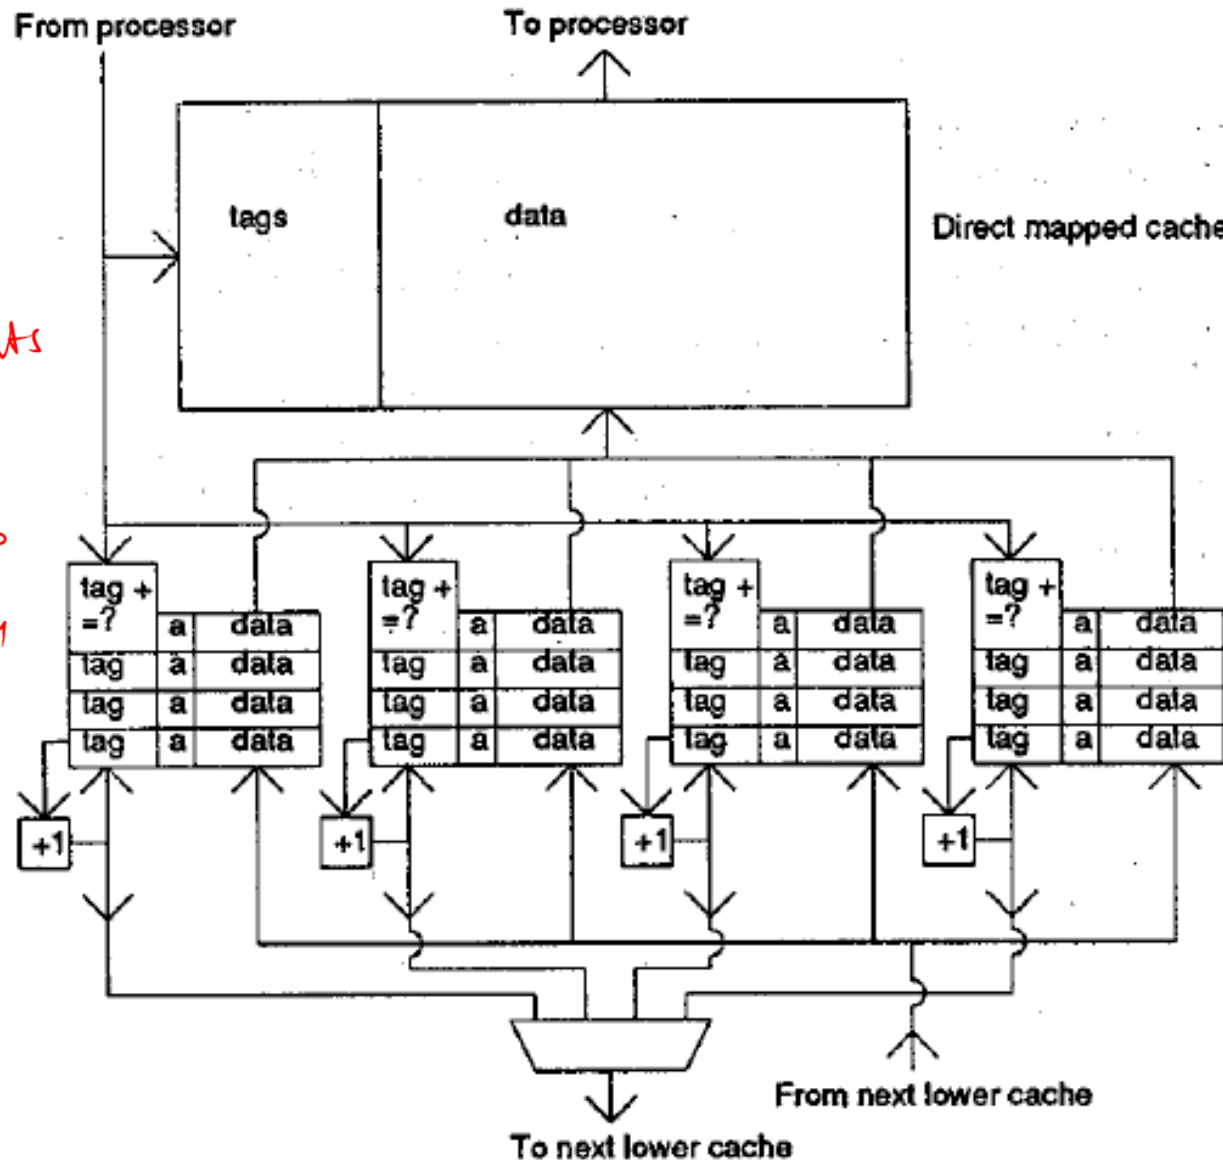 From processor To processor
tags data
Direct mapped cache
tag + tag + tag + tag +
=? a data =? a data =? a data =? a data
tag a data tag a data tag a data tag a data
tag a data tag a data tag a data tag a data
tag a data tag a data tag a data tag a data
+1 +1 +1 +1
From next lower cache
To next lower cache